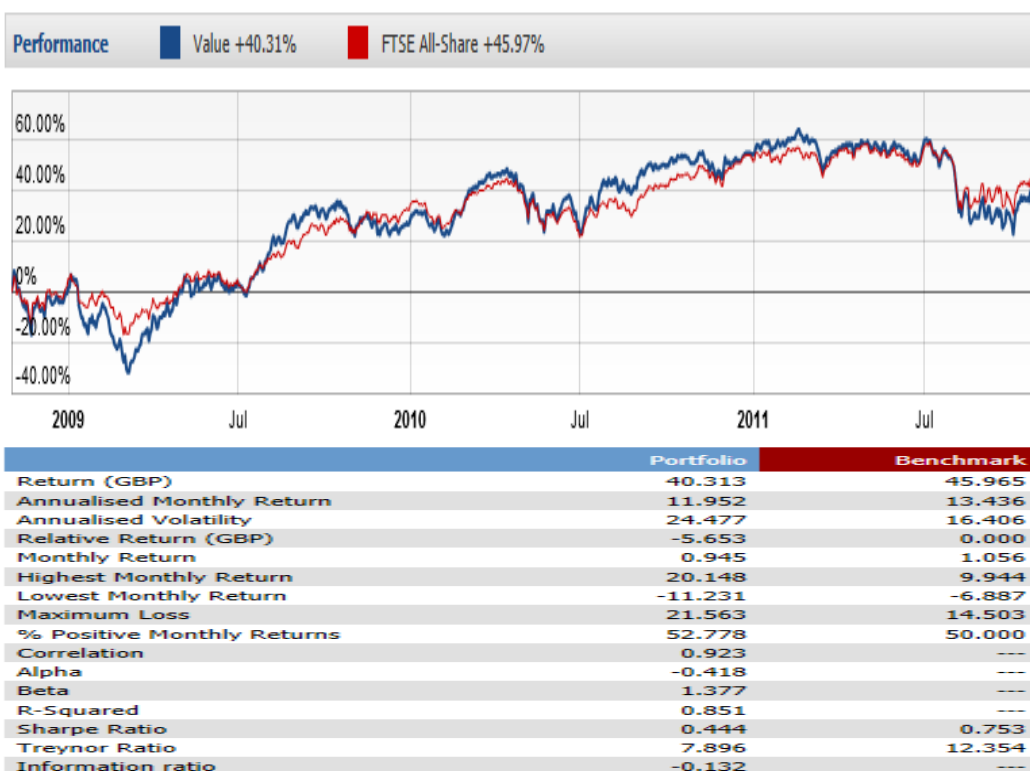 Performance Value +40.31% FTSE All-Share +45.97%
60.00%
40.00%
20.00%
0%
-20.00%
-40.00%
2009 Jul 2010 Jul 2011 Jul
Portfolio Benchmark
Return (GBP) 40.313 45.965
Annualised Monthly Return 11.952 13.436
Annualised Volatility 24.477 16.406
Relative Return (GBP) -5.653 0.000
Monthly Return 0.945 1.056
Highest Monthly Return 20.148 9.944
Lowest Monthly Return -11.231 -6.887
Maximum Loss 21.563 14.503
% Positive Monthly Returns 52.778 50.000
Correlation 0.923 ---
Alpha -0.418 ---
Beta 1.377 ---
R-Squared 0.851 ---
Sharpe Ratio 0.444 0.753
Treynor Ratio 7.896 12.354
Information ratio -0.132 ---